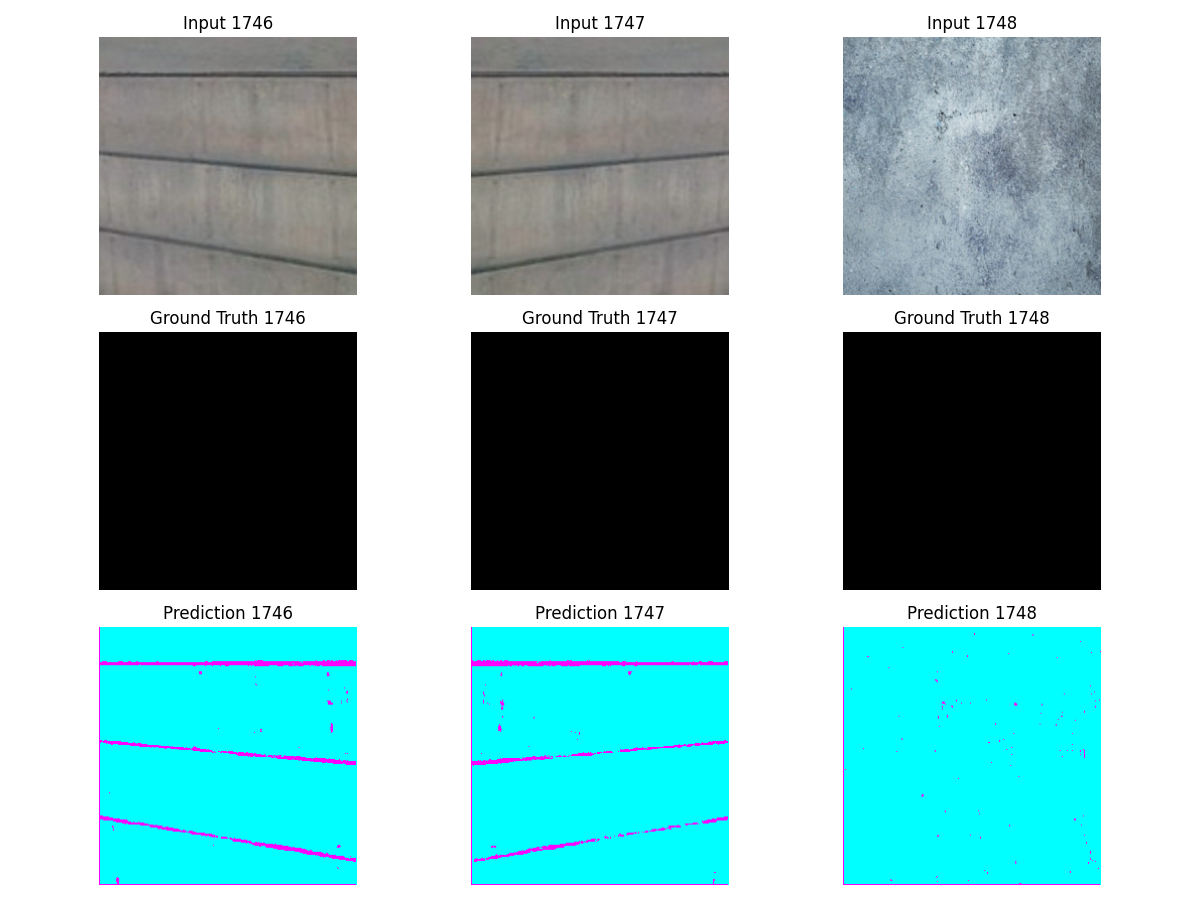 Input 1746
Input 1747
Input 1748
Ground Truth 1746
Ground Truth 1747
Ground Truth 1748
Prediction 1746
Prediction 1747
Prediction 1748